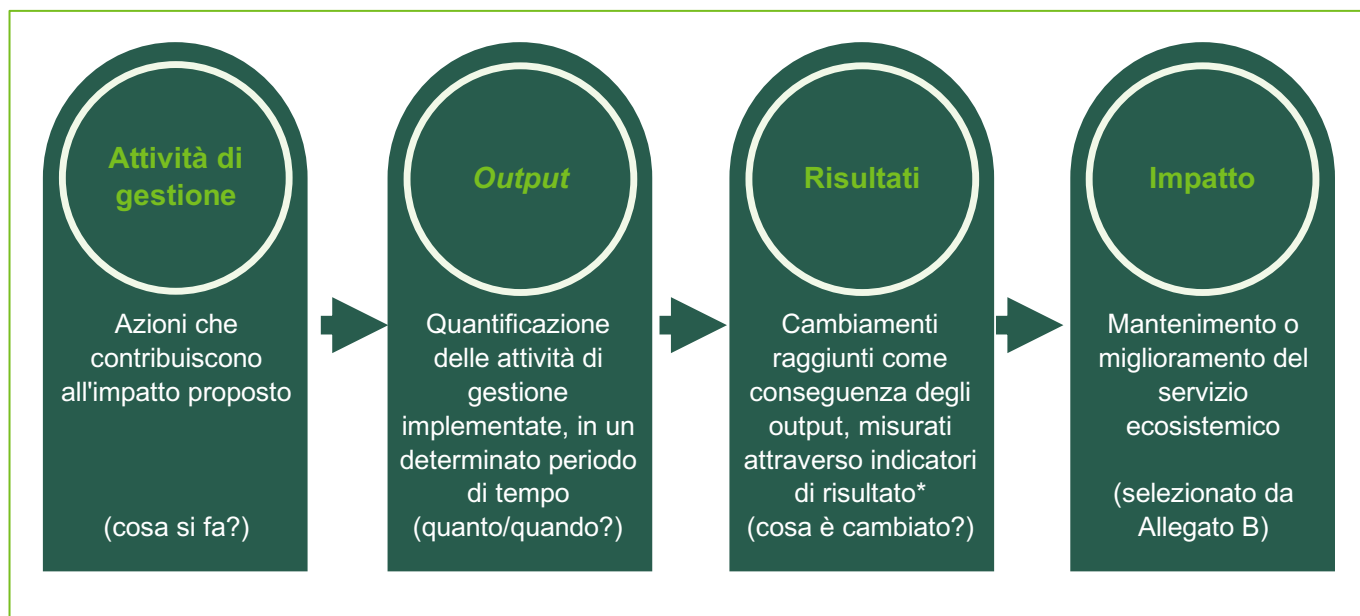 Attività di
gestione
Azioni che
contribuiscono
all'impatto proposto
(cosa si fa?)
Output
Quantificazione
delle attività di
gestione
implementate, in un
determinato periodo
di tempo
(quanto/quando?)
Risultati
Cambiamenti
raggiunti come
conseguenza degli
output, misurati
attraverso indicatori
di risultato*
(cosa è cambiato?)
Impatto
Mantenimento o
miglioramento del
servizio
ecosistemico
(selezionato da
Allegato B)